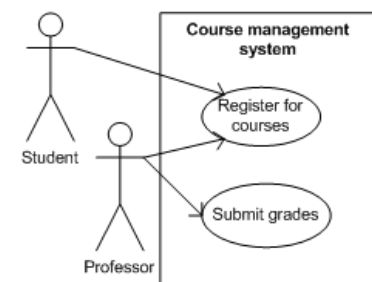 Course management
system
Register for
courses
Student
Submit grades
Professor